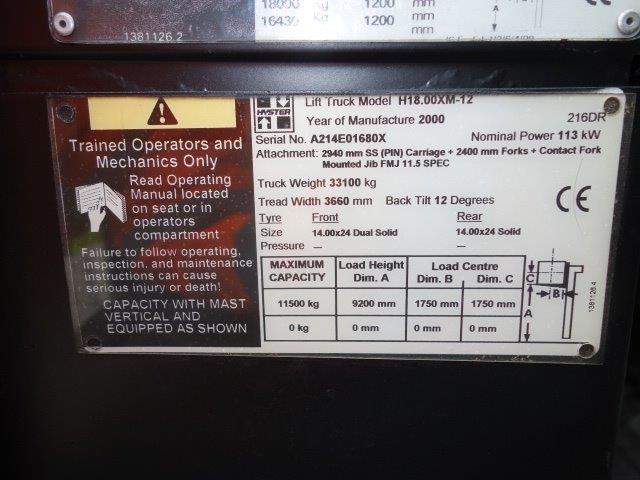 18000 Kg 1200 mm
16430 Kg 1200 mm
1381126.2
A
Trained Operators and
Mechanics Only
Read Operating
Manual located
on seat or in
operators
compartment
Failure to follow operating,
inspection, and maintenance
instructions can cause
serious injury or death!
CAPACITY WITH MAST
VERTICAL AND
EQUIPPED AS SHOWN
HYSTER
Lift Truck Model H18.00XM-12
Year of Manufacture 2000 216DR
Serial No. A214E01680X Nominal Power 113 kW
Attachment: 2940 mm SS (PIN) Carriage + 2400 mm Forks + Contact Fork
Mounted Jib FMJ 11.5 SPEC
Truck Weight 33100 kg
Tread Width 3660 mm Back Tilt 12 Degrees
CE
Tyre Front Rear
Size 14.00x24 Dual Solid 14.00x24 Solid
Pressure — —
MAXIMUM CAPACITY Load Height Dim. A Load Centre Dim. B Dim. C
11500 kg 9200 mm 1750 mm 1750 mm
0 kg 0 mm 0 mm 0 mm
C
B
A
1381126.4